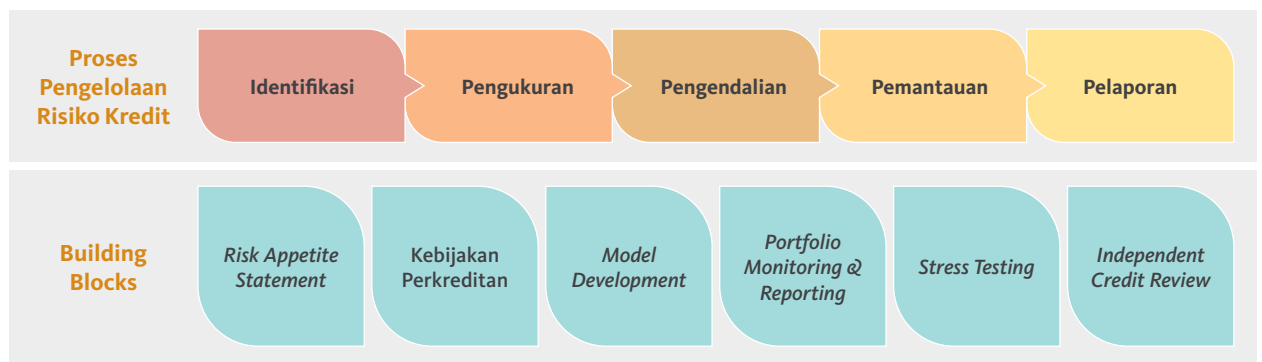 Proses
Pengelolaan
Risiko Kredit
Identifikasi
Pengukuran
Pengendalian
Pemantauan
Pelaporan
Building
Blocks
Risk Appetite
Statement
Kebijakan
Perkreditan
Model
Development
Portfolio
Monitoring &
Reporting
Stress Testing
Independent
Credit Review